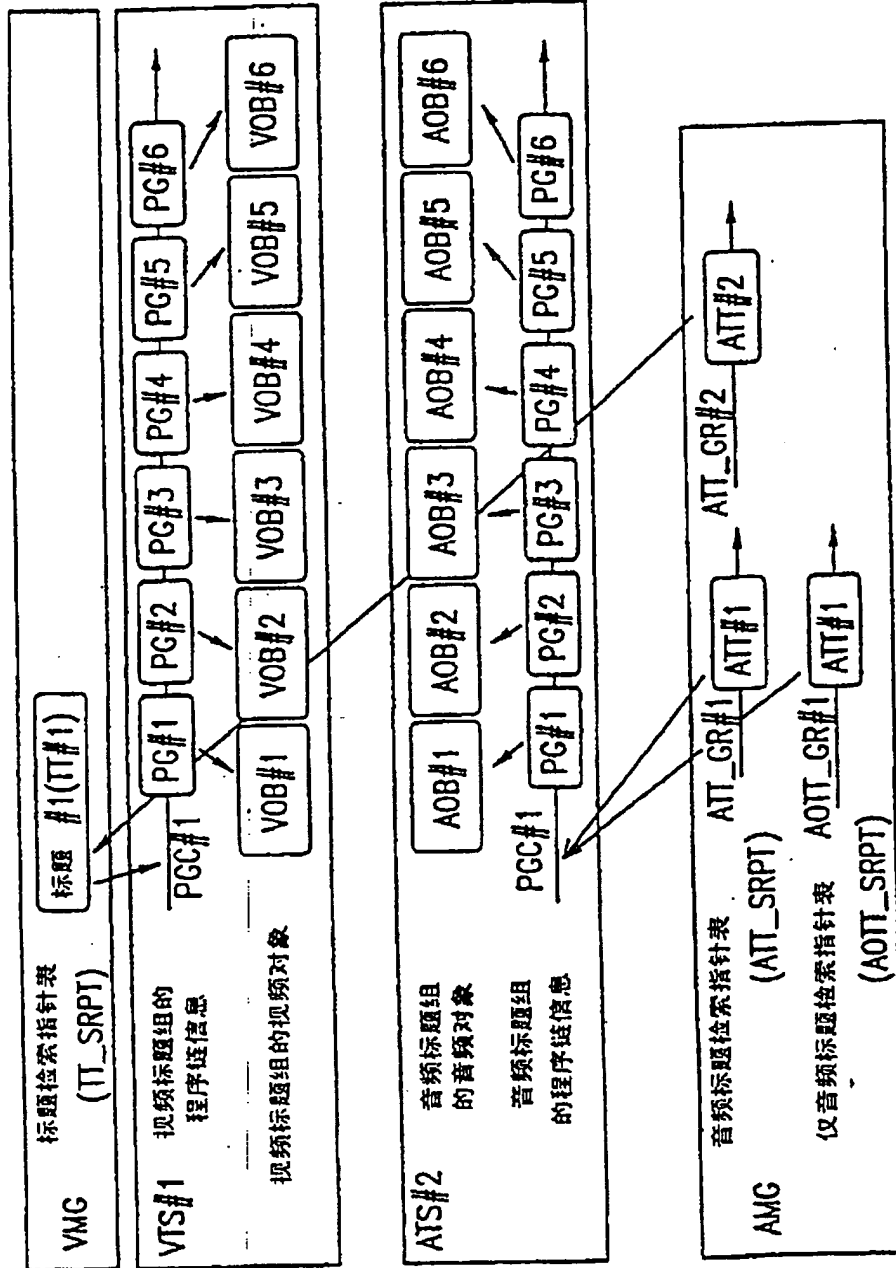 VMG
标题检索指针表
(TT_SRPT)
标题 #1(TT#1)
VTS#1
视频标题组的
程序链信息
PGC#1
PG#1
PG#2
PG#3
PG#4
PG#5
PG#6
视频标题组的视频对象
VOB#1
VOB#2
VOB#3
VOB#4
VOB#5
VOB#6
ATS#2
音频标题组
的音频对象
AOB#1
AOB#2
AOB#3
AOB#4
AOB#5
AOB#6
音频标题组
的程序链信息
PGC#1
PG#1
PG#2
PG#3
PG#4
PG#5
PG#6
AMG
音频标题检索指针表
(ATT_SRPT)
ATT_GR#1
ATT#1
ATT_GR#2
ATT#2
仅音频标题检索指针表
(AOTT_SRPT)
AOTT_GR#1
ATT#1